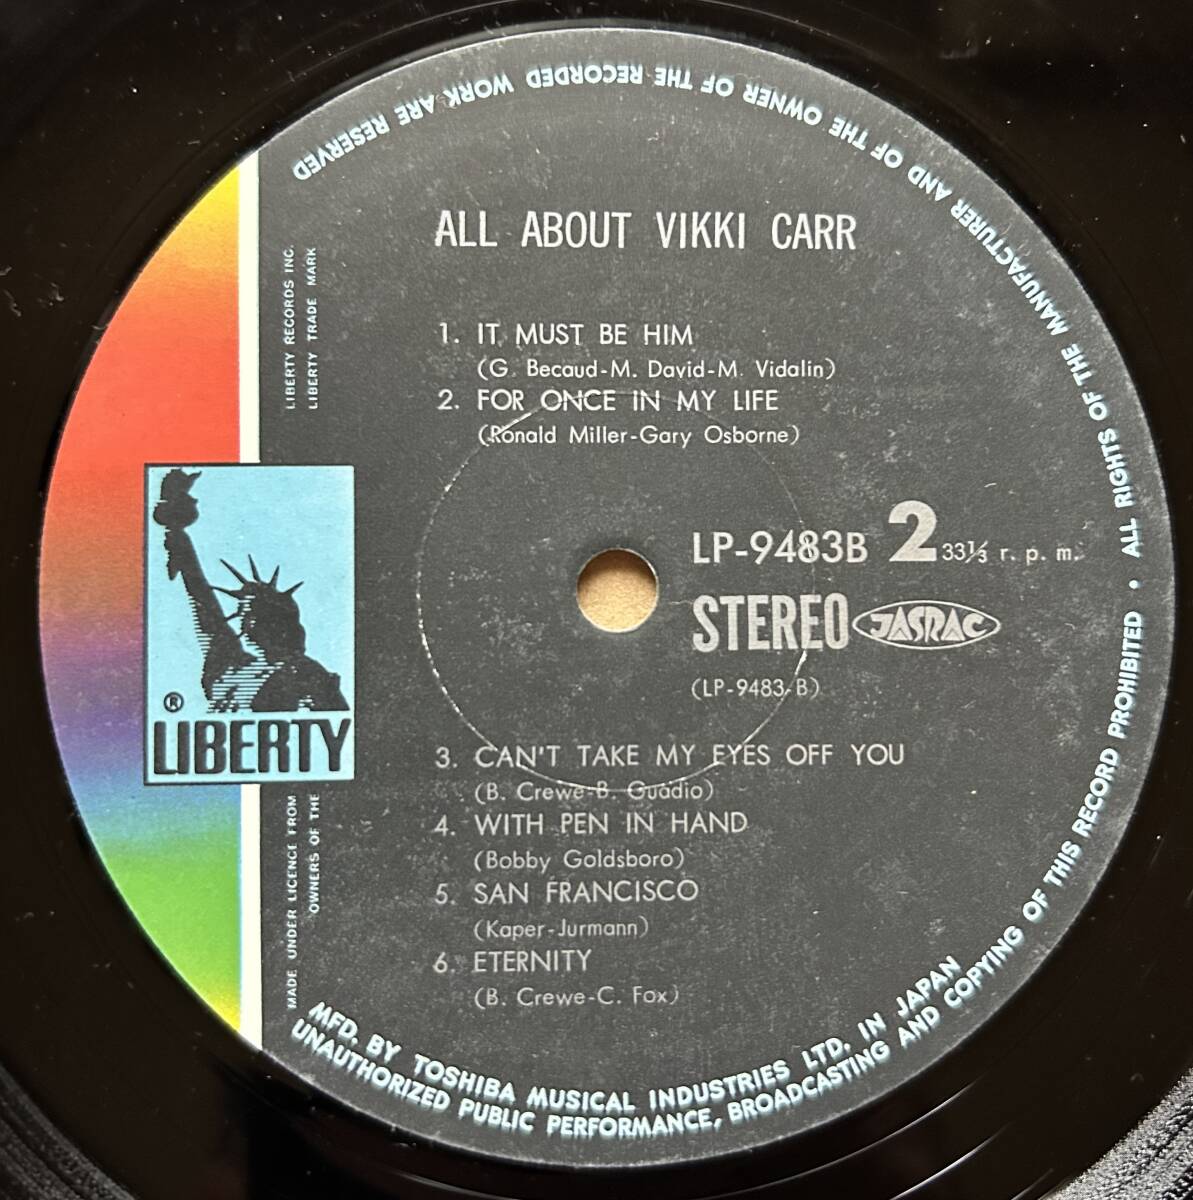 ALL RIGHTS OF THE MANUFACTURER AND OF THE OWNER OF THE RECORDED WORK ARE RESERVED
ALL ABOUT VIKKI CARR
LIBERTY RECORDS INC.
LIBERTY TRADE MARK
1. IT MUST BE HIM
(G. Becaud-M. David-M. Vidalin)
2. FOR ONCE IN MY LIFE
(Ronald Miller-Gary Osborne)
LP-9483B 2 33⅓ r. p. m.
STEREO JASRAC
(LP-9483-B)
®
LIBERTY
3. CAN'T TAKE MY EYES OFF YOU
(B. Crewe-B. Guadio)
4. WITH PEN IN HAND
(Bobby Goldsboro)
5. SAN FRANCISCO
(Kaper-Jurmann)
6. ETERNITY
(B. Crewe-C. Fox)
MADE UNDER LICENCE FROM
OWNERS OF THE
MFD. BY TOSHIBA MUSICAL INDUSTRIES LTD. IN JAPAN
UNAUTHORIZED PUBLIC PERFORMANCE, BROADCASTING AND COPYING OF THIS RECORD PROHIBITED •